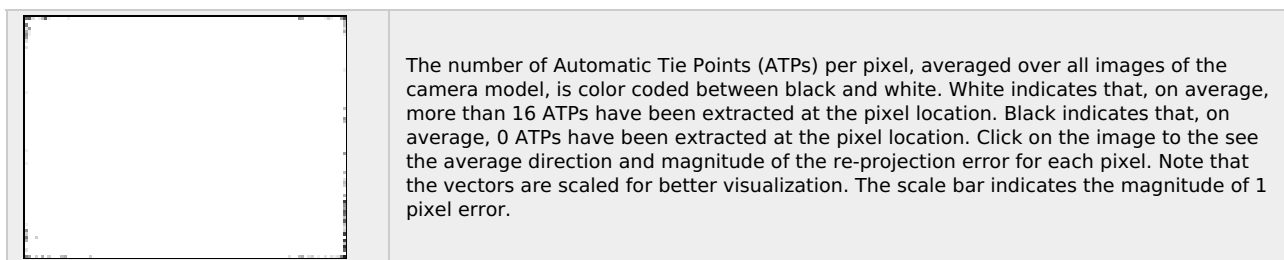 The number of Automatic Tie Points (ATPs) per pixel, averaged over all images of the
camera model, is color coded between black and white. White indicates that, on average,
more than 16 ATPs have been extracted at the pixel location. Black indicates that, on
average, 0 ATPs have been extracted at the pixel location. Click on the image to the see
the average direction and magnitude of the re-projection error for each pixel. Note that
the vectors are scaled for better visualization. The scale bar indicates the magnitude of 1
pixel error.